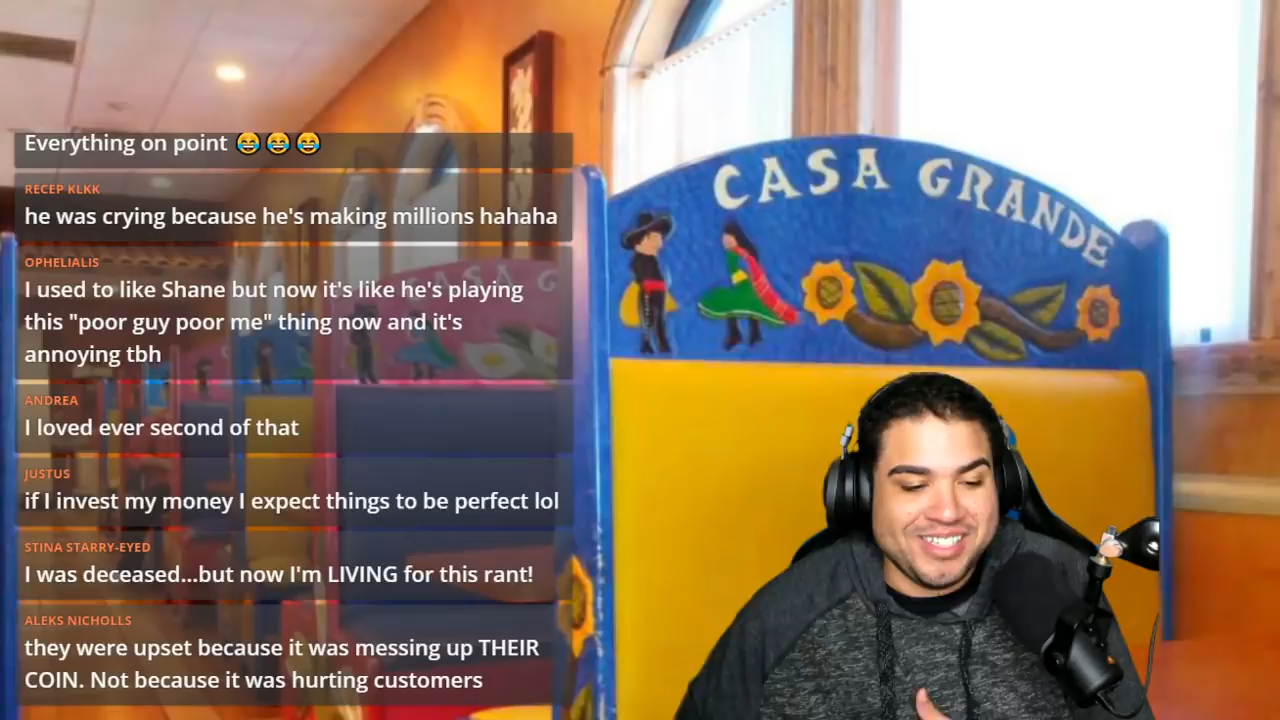 Everything on point 😂 😂 😂
RECEP KLKK
he was crying because he's making millions hahaha
OPHELIALIS
I used to like Shane but now it's like he's playing
this "poor guy poor me" thing now and it's
annoying tbh
ANDREA
I loved ever second of that
JUSTUS
if I invest my money I expect things to be perfect lol
STINA STARRY-EYED
I was deceased...but now I'm LIVING for this rant!
ALEKS NICHOLLS
they were upset because it was messing up THEIR
COIN. Not because it was hurting customers
CASA GRANDE
CASA G